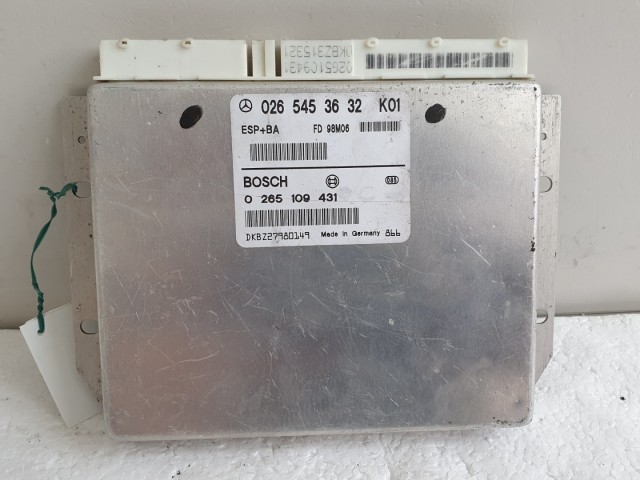 DKBZ315321
0265109431
026 545 36 32 K01
ESP+BA FD 98M06
BOSCH
0 265 109 431
DKBZ27980149 Made in Germany 866